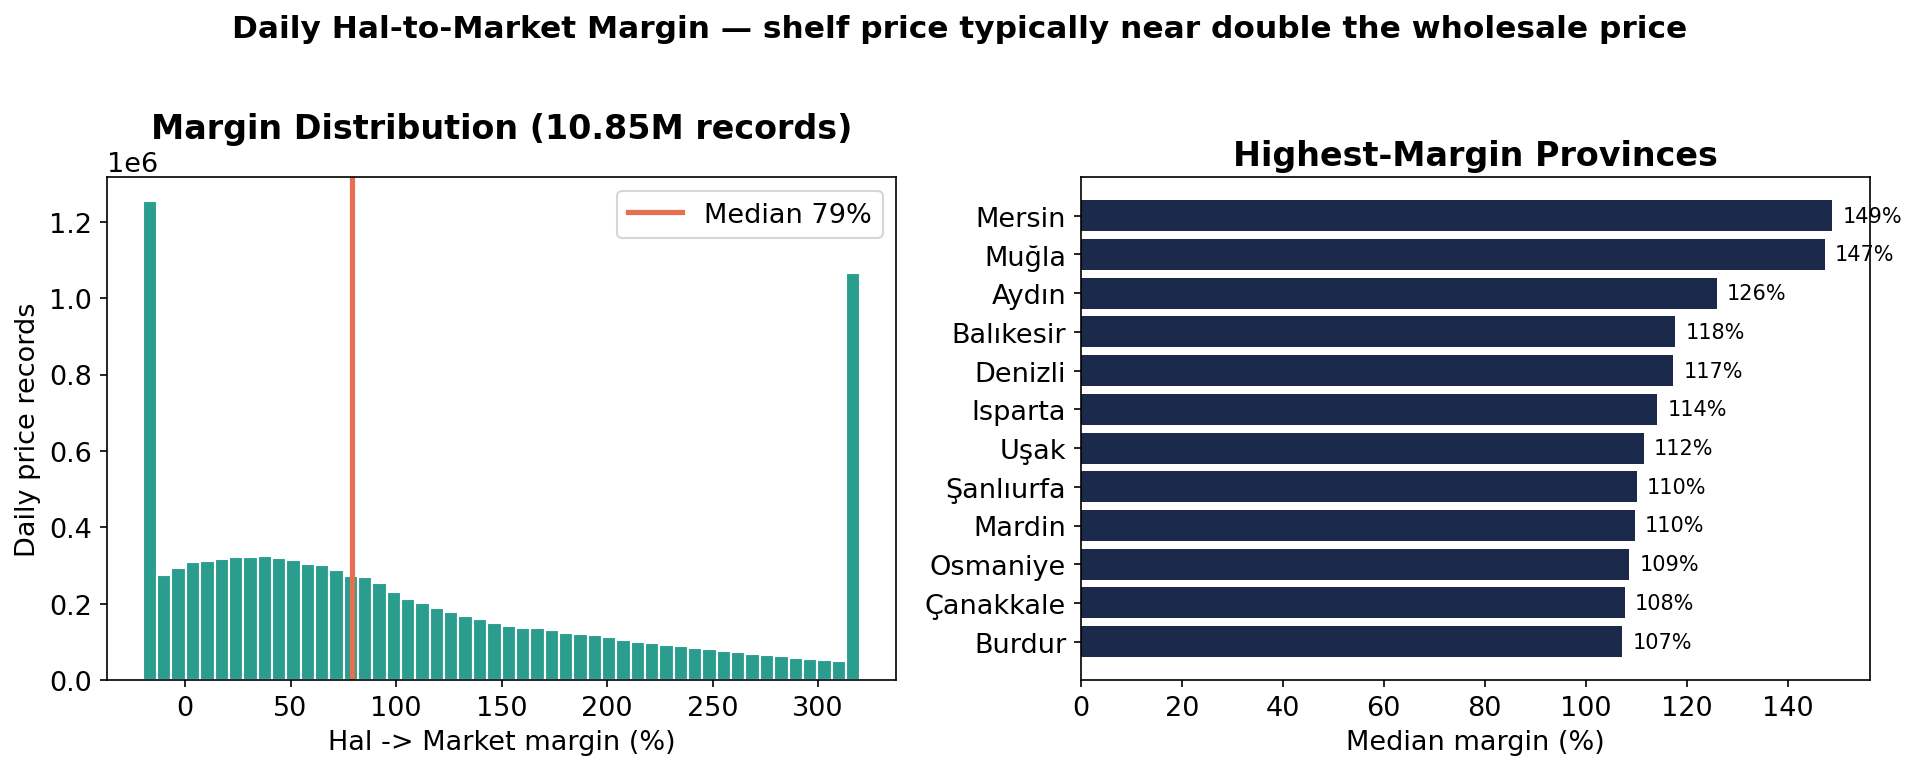 Daily Hal-to-Market Margin — shelf price typically near double the wholesale price
Margin Distribution (10.85M records)
1e6
Median 79%
1.2
1.0
0.8
0.6
0.4
0.2
0.0
Daily price records
0 50 100 150 200 250 300
Hal -> Market margin (%)
Highest-Margin Provinces
Mersin 149%
Muğla 147%
Aydın 126%
Balıkesir 118%
Denizli 117%
Isparta 114%
Uşak 112%
Şanlıurfa 110%
Mardin 110%
Osmaniye 109%
Çanakkale 108%
Burdur 107%
0 20 40 60 80 100 120 140
Median margin (%)